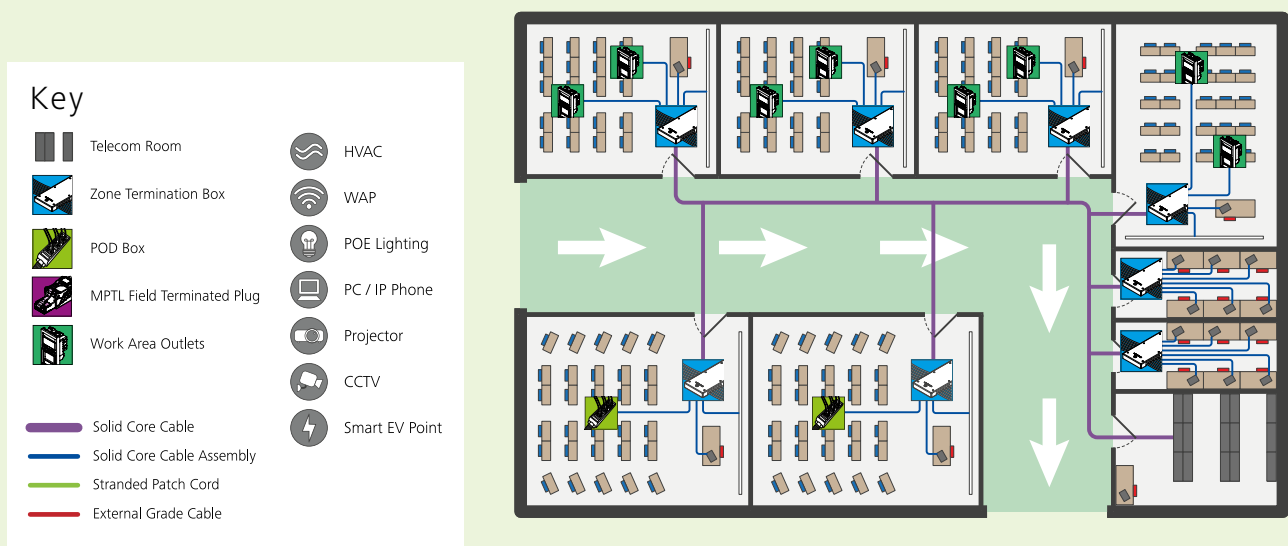 Key
Telecom Room
Zone Termination Box
POD Box
MPTL Field Terminated Plug
Work Area Outlets
HVAC
WAP
POE Lighting
PC / IP Phone
Projector
CCTV
Smart EV Point
Solid Core Cable
Solid Core Cable Assembly
Stranded Patch Cord
External Grade Cable